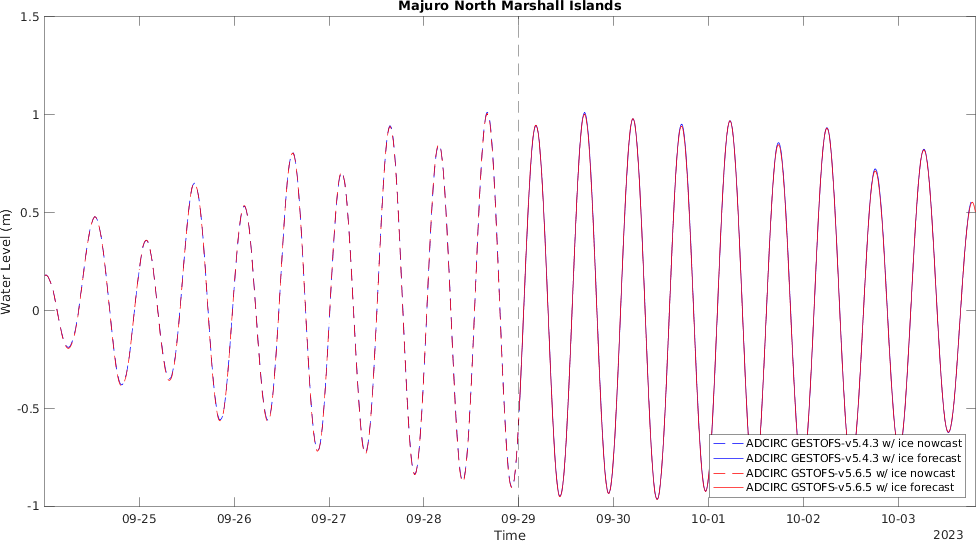 Majuro North Marshall Islands
1.5
1
0.5
0
-0.5
-1
Water Level (m)
ADCIRC GESTOFS-v5.4.3 w/ ice nowcast
ADCIRC GESTOFS-v5.4.3 w/ ice forecast
ADCIRC GSTOFS-v5.6.5 w/ ice nowcast
ADCIRC GSTOFS-v5.6.5 w/ ice forecast
09-25 09-26 09-27 09-28 09-29 09-30 10-01 10-02 10-03
Time
2023